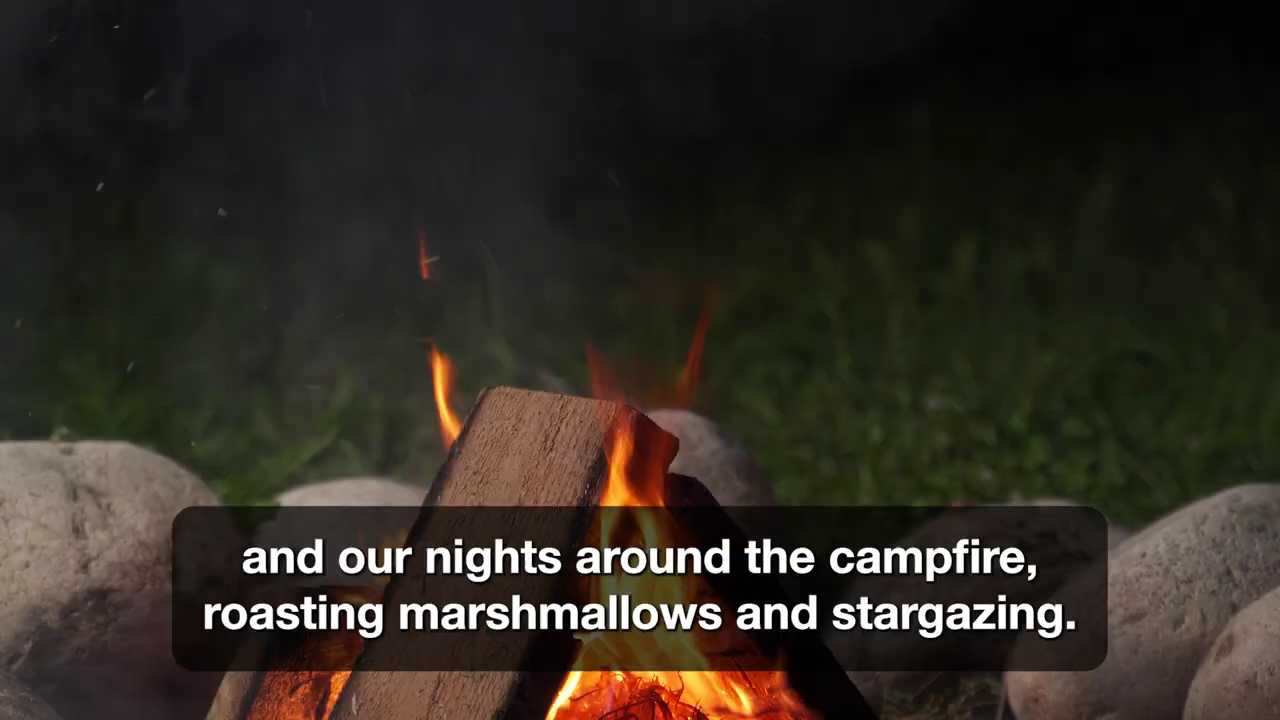 and our nights around the campfire,
roasting marshmallows and stargazing.